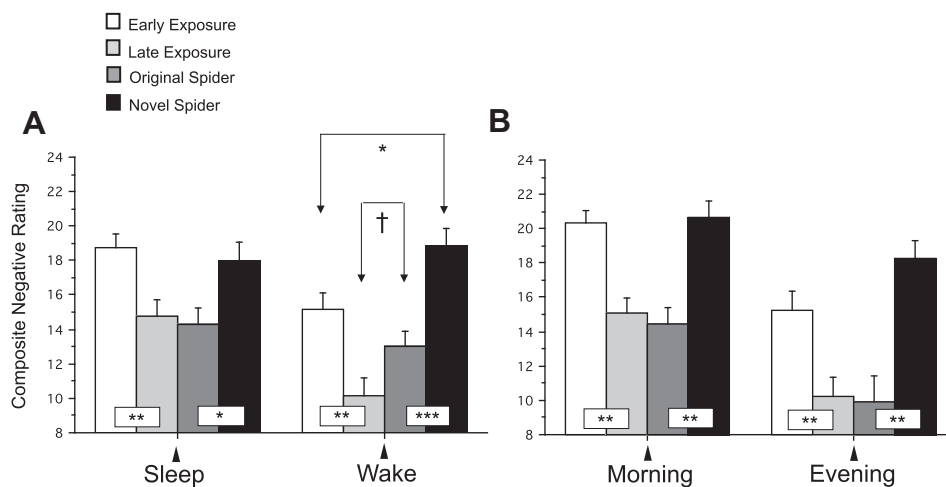 Early Exposure
Late Exposure
Original Spider
Novel Spider
A
B
Composite Negative Rating
24
22
20
18
16
14
12
10
8
*
†
** * ** ***
Sleep Wake
24
22
20
18
16
14
12
10
8
** ** ** **
Morning Evening